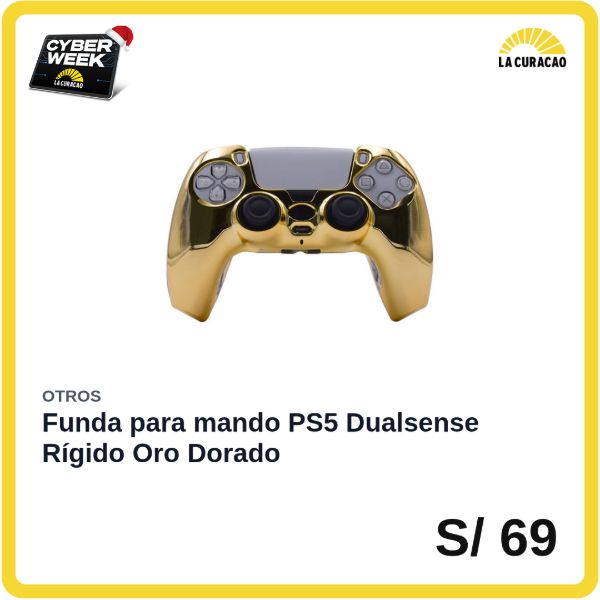 CYBER
WEEK
LA CURACAO
LA CURACAO
OTROS
Funda para mando PS5 Dualsense
Rígido Oro Dorado
S/ 69